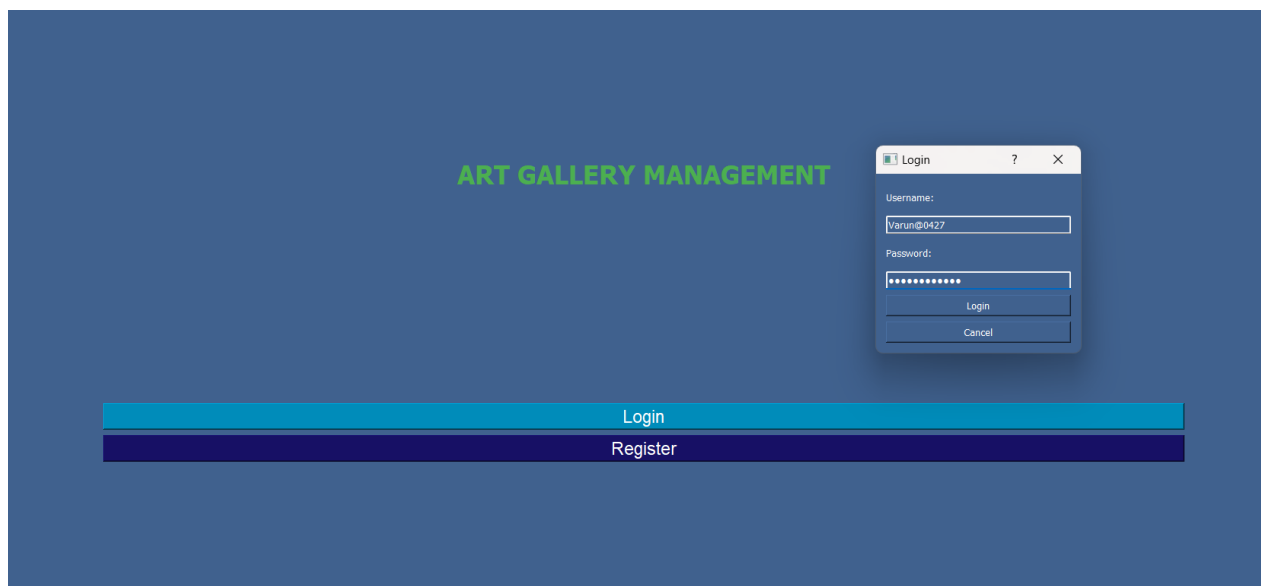 ART GALLERY MANAGEMENT
Login ?
Username:
Varun@0427
Password:
••••••••••••
Login
Cancel
Login
Register